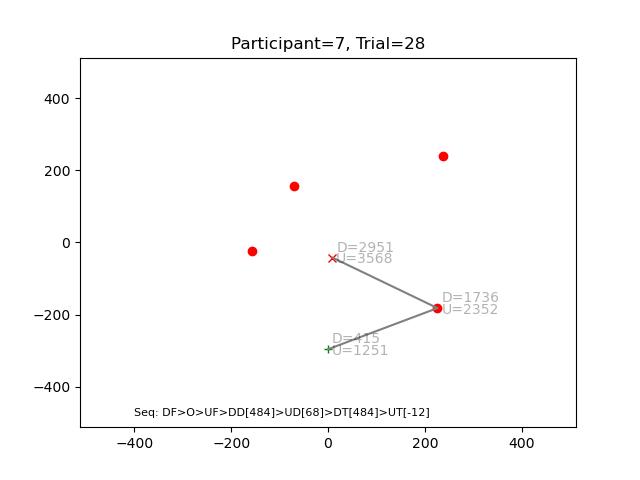 Participant=7, Trial=28
400
200
0
−200
−400
D=2951
U=3568
D=1736
U=2352
D=415
U=1251
Seq: DF>O>UF>DD[484]>UD[68]>DT[484]>UT[-12]
−400 −200 0 200 400